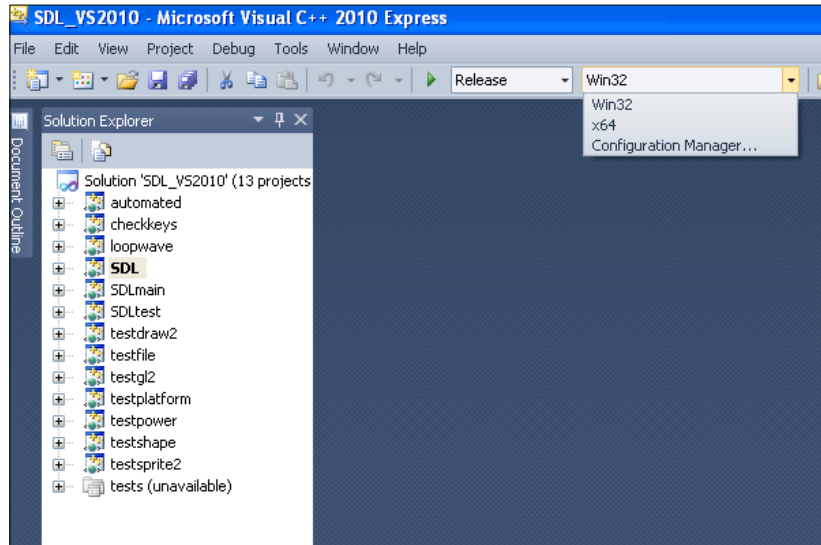 SDL_VS2010 - Microsoft Visual C++ 2010 Express
File Edit View Project Debug Tools Window Help
Release Win32
Win32
x64
Configuration Manager...
Document Outline
Solution Explorer
Solution 'SDL_VS2010' (13 projects
automated
checkkeys
loopwave
SDL
SDLmain
SDLtest
testdraw2
testfile
testgl2
testplatform
testpower
testshape
testsprite2
tests (unavailable)